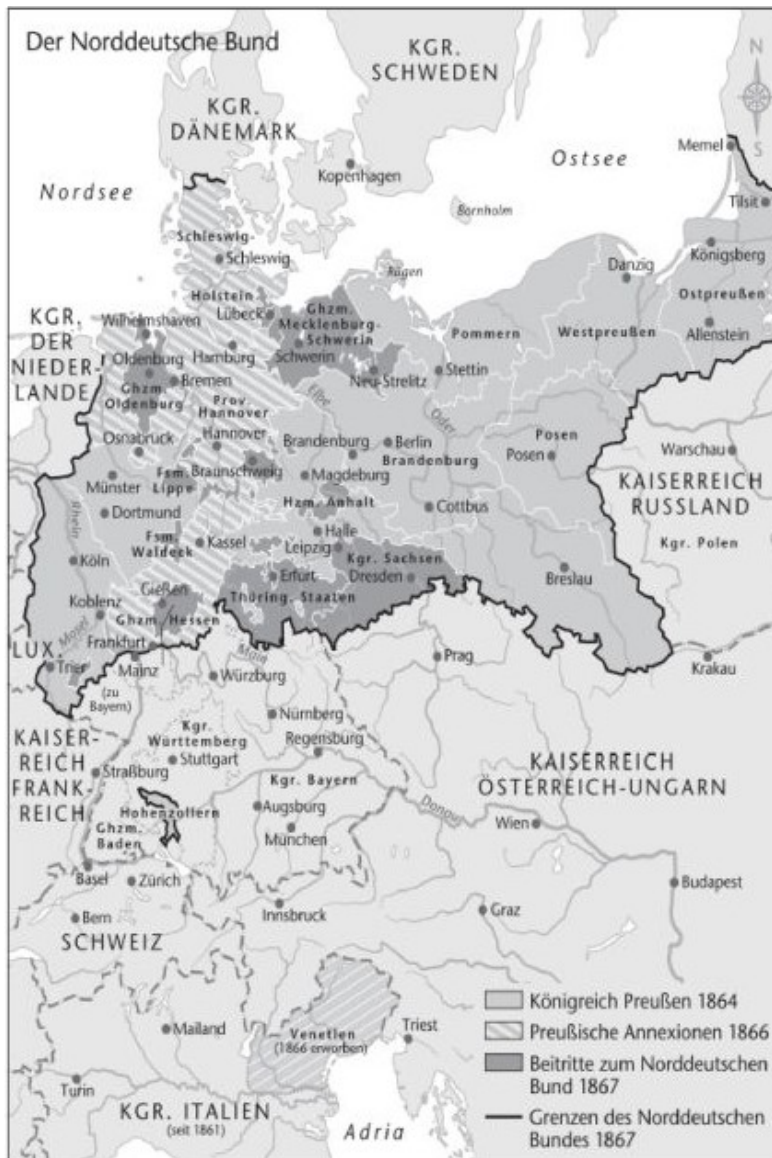 Der Norddeutsche Bund
KGR.
SCHWEDEN
N
S
KGR.
DÄNEMARK
Kopenhagen
Ostsee
Memel
Tilsit
Nordsee
Bornholm
Schleswig-
Schleswig
Königsberg
Rügen
Danzig
Ostpreußen
Holstein
Lübeck
Ghzm.
Mecklenburg-
Schwerin
Schwerin
Pommern
Westpreußen
Allenstein
KGR.
DER
NIEDER-
LANDE
Wilhelmshaven
Oldenburg
Hamburg
Neu-Strelitz
Stettin
Bremen
Ghzm.
Oldenburg
Prov.
Hannover
Elbe
Oder
Osnabrück
Hannover
Brandenburg
Berlin
Brandenburg
Posen
Posen
Warschau
KAISERREICH
RUSSLAND
Kgr. Polen
Münster
Fsm.
Lippe
Braunschweig
Magdeburg
Hzm. Anhalt
Cottbus
Rhein
Dortmund
Fsm.
Waldeck
Kassel
Halle
Leipzig
Kgr. Sachsen
Dresden
Breslau
Köln
Gießen
Erfurt
Thüring. Staaten
Koblenz
Ghzm. Hessen
Mosel
LUX.
Trier
Frankfurt
Mainz
(zu
Bayern)
Main
Würzburg
Prag
Krakau
Nürnberg
KAISER-
REICH
FRANK-
REICH
Kgr.
Württemberg
Stuttgart
Regensburg
Straßburg
Kgr. Bayern
KAISERREICH
ÖSTERREICH-UNGARN
Hohenzollern
Ghzm.
Baden
Augsburg
München
Donau
Wien
Basel
Zürich
Budapest
Bern
Innsbruck
Graz
SCHWEIZ
Mailand
Venetien
(1866 erworben)
Triest
Turin
KGR. ITALIEN
(seit 1861)
Adria
Königreich Preußen 1864
Preußische Annexionen 1866
Beitritte zum Norddeutschen
Bund 1867
Grenzen des Norddeutschen
Bundes 1867